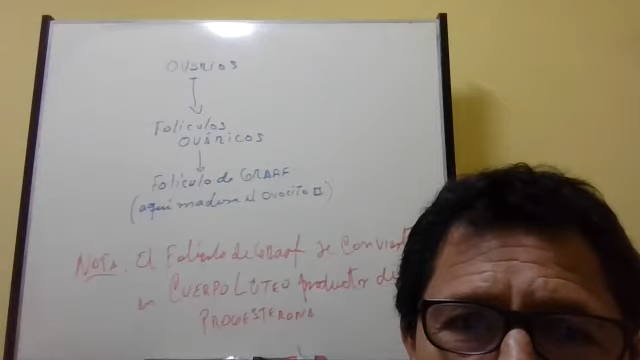 OVARIOS
Folículos
OVÁRICOS
Folículo de GRAAF
(aquí madura el Ovocito II)
NOTA. El Folículo de Graaf se Conviert
en CUERPO LÚTEO productor de
PROGESTERONA